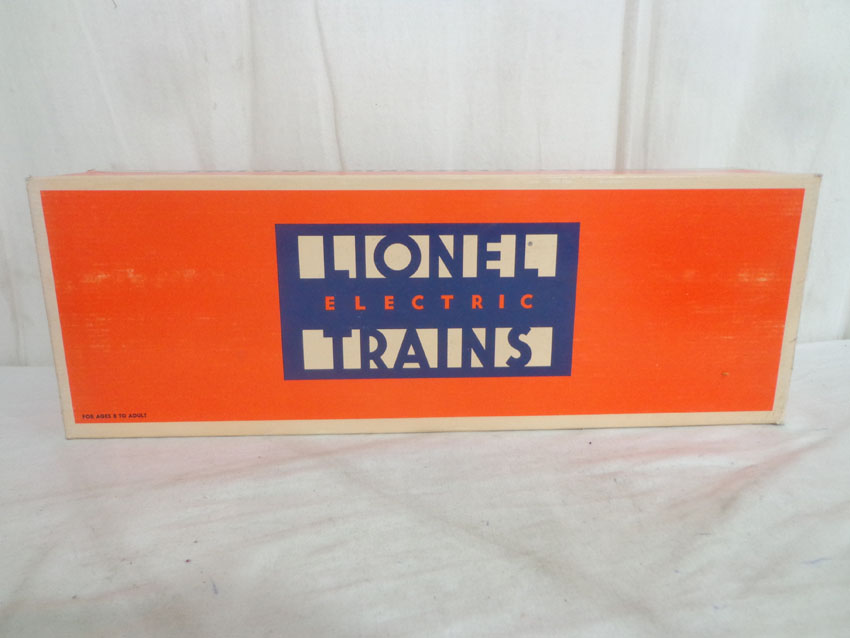 LIONEL®
ELECTRIC
TRAINS
FOR AGES 8 TO ADULT